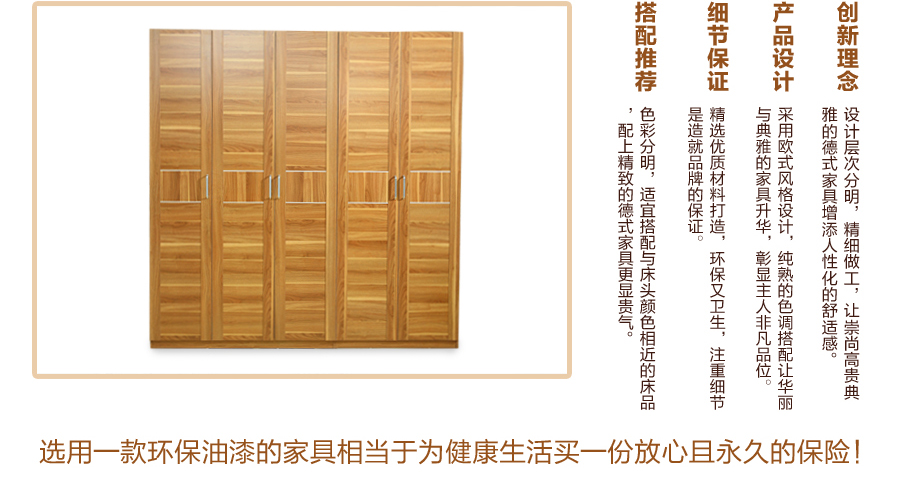 创新理念
设计层次分明，精细做工，让崇尚高贵典
雅的德式家具增添人性化的舒适感。
产品设计
采用欧式风格设计，纯熟的色调搭配让华丽
与典雅的家具升华，彰显主人非凡品位。
细节保证
精选优质材料打造，环保又卫生，注重细节
是造就品牌的保证。
搭配推荐
色彩分明，适宜搭配与床头颜色相近的床品
，配上精致的德式家具更显贵气。
选用一款环保油漆的家具相当于为健康生活买一份放心且永久的保险！